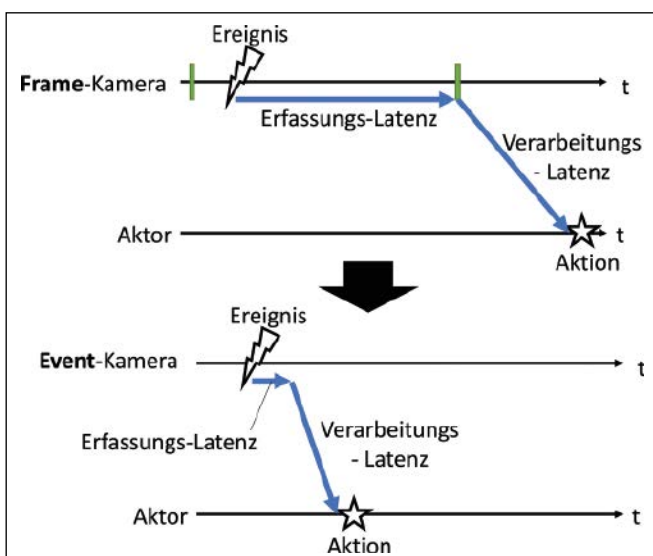 Ereignis
Frame-Kamera
t
Erfassungs-Latenz
Verarbeitungs
- Latenz
Aktor
t
Aktion
Ereignis
Event-Kamera
t
Erfassungs-Latenz
Verarbeitungs
- Latenz
Aktor
t
Aktion